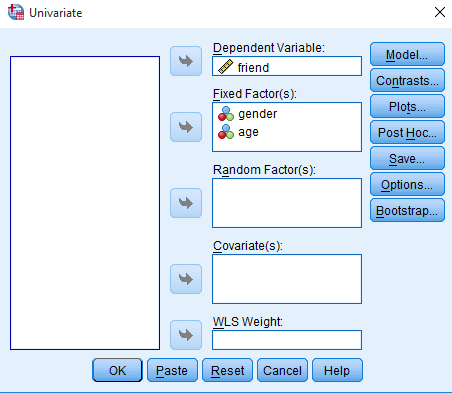 Univariate
Dependent Variable:
friend
Fixed Factor(s):
gender
age
Random Factor(s):
Covariate(s):
WLS Weight:
Model...
Contrasts...
Plots...
Post Hoc...
Save...
Options...
Bootstrap...
OK Paste Reset Cancel Help